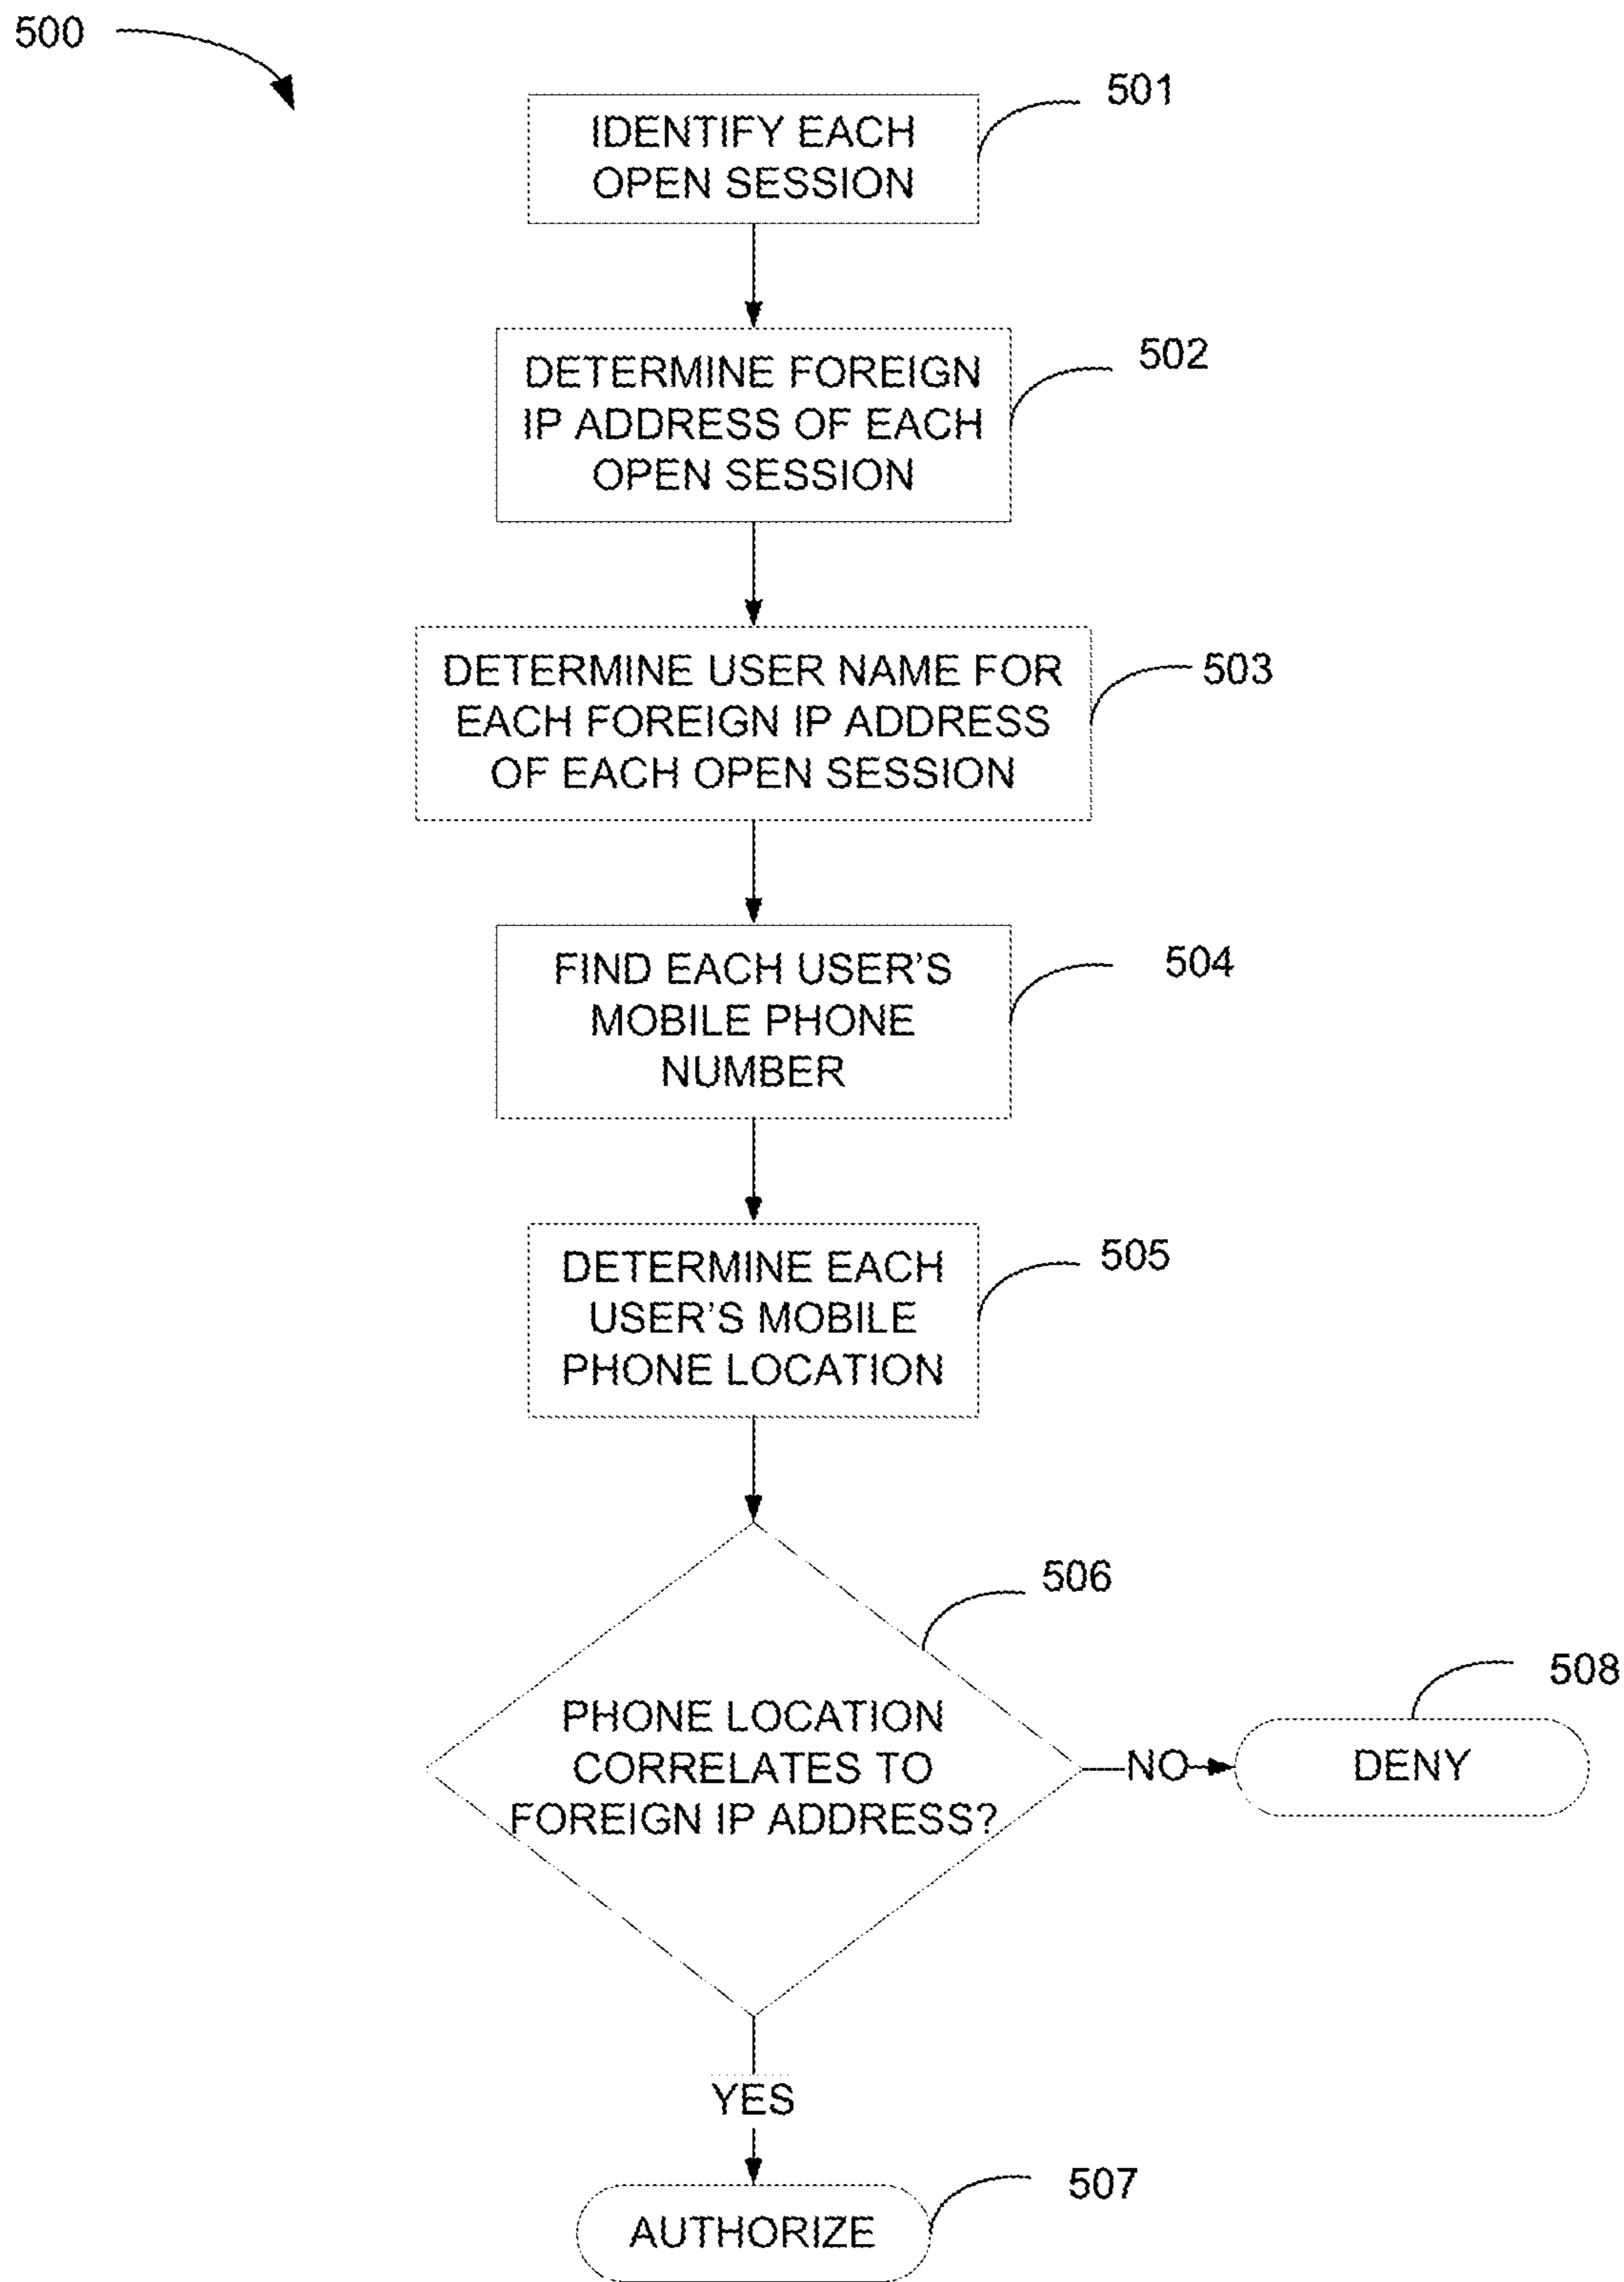 500
501
IDENTIFY EACH
OPEN SESSION
502
DETERMINE FOREIGN
IP ADDRESS OF EACH
OPEN SESSION
503
DETERMINE USER NAME FOR
EACH FOREIGN IP ADDRESS
OF EACH OPEN SESSION
504
FIND EACH USER'S
MOBILE PHONE
NUMBER
505
DETERMINE EACH
USER'S MOBILE
PHONE LOCATION
506
PHONE LOCATION
CORRELATES TO
FOREIGN IP ADDRESS?
NO
508
DENY
YES
507
AUTHORIZE